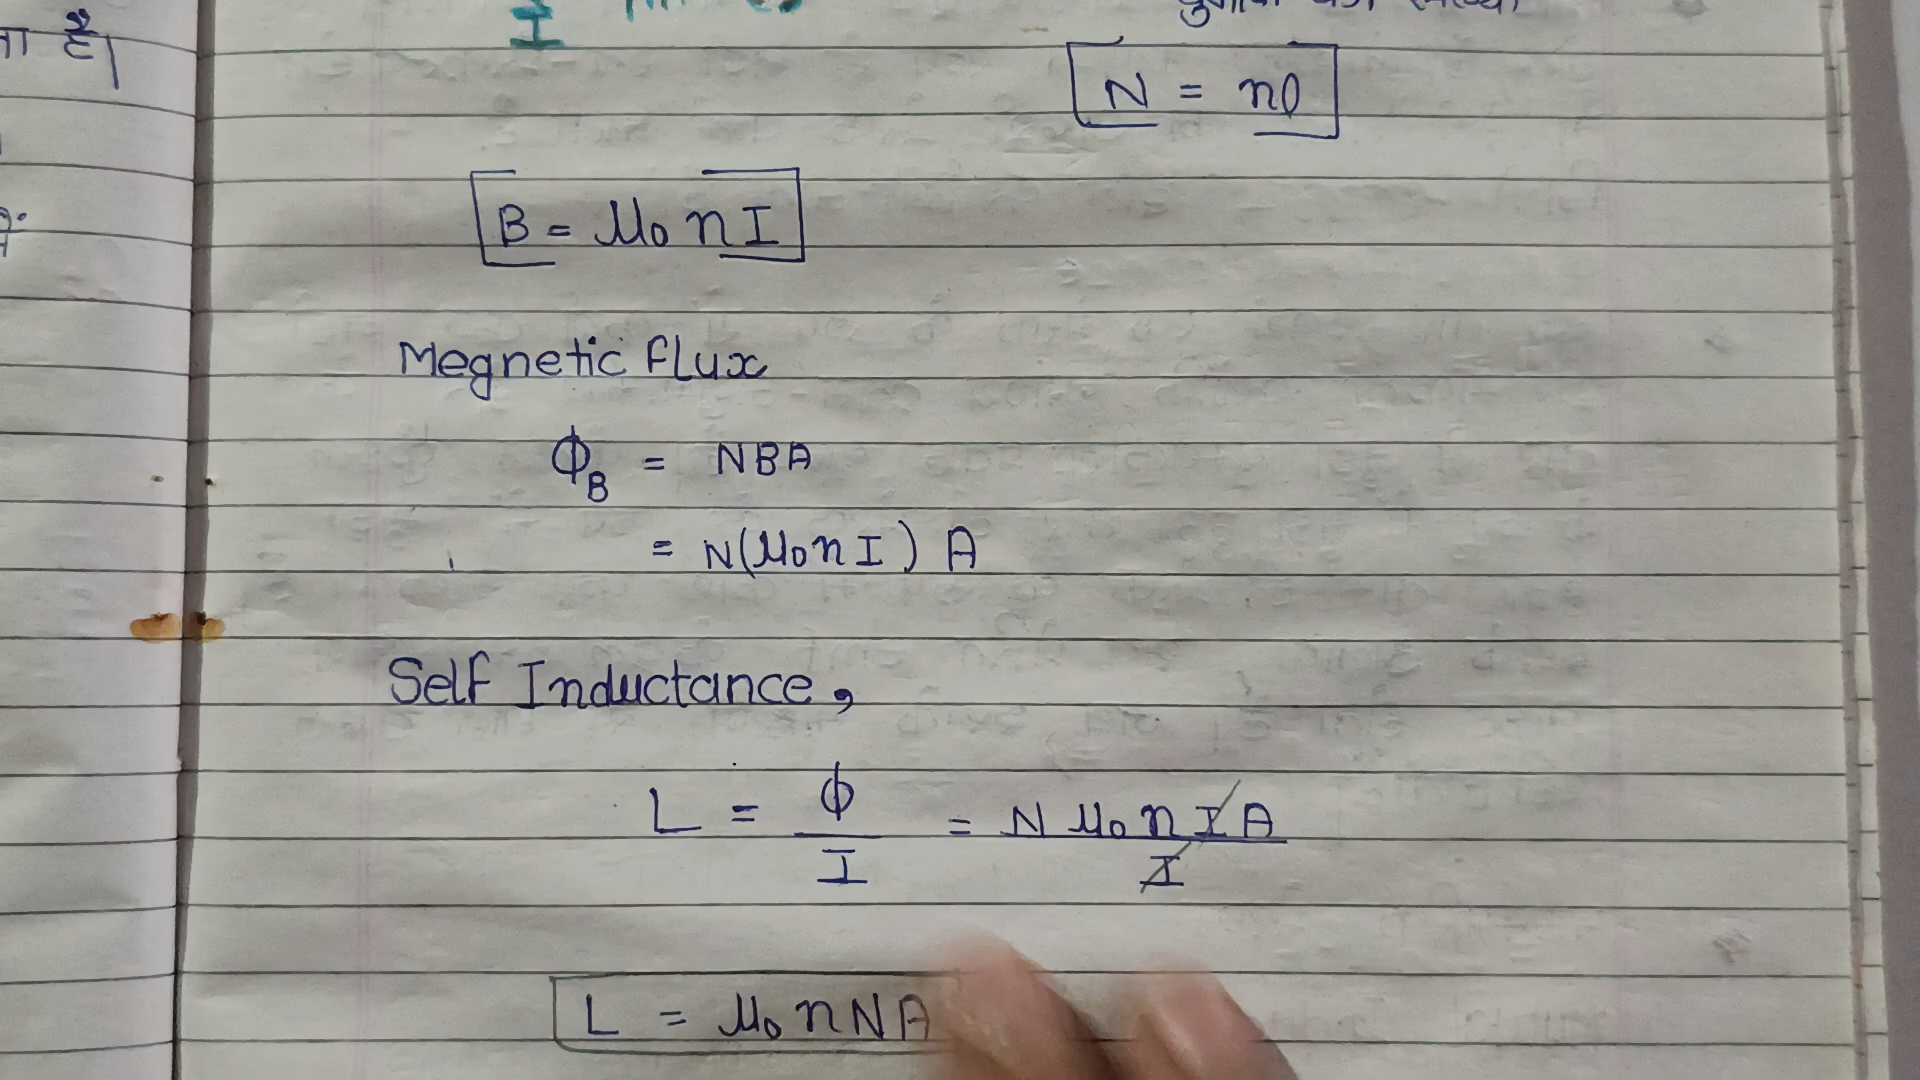 ता है।
I
N = nl
B = μ₀ n I
Megnetic flux
Φ_B = NBA
= N(μ₀ n I) A
Self Inductance,
L = ϕ / I = N μ₀ n I A / I
L = μ₀ n N A